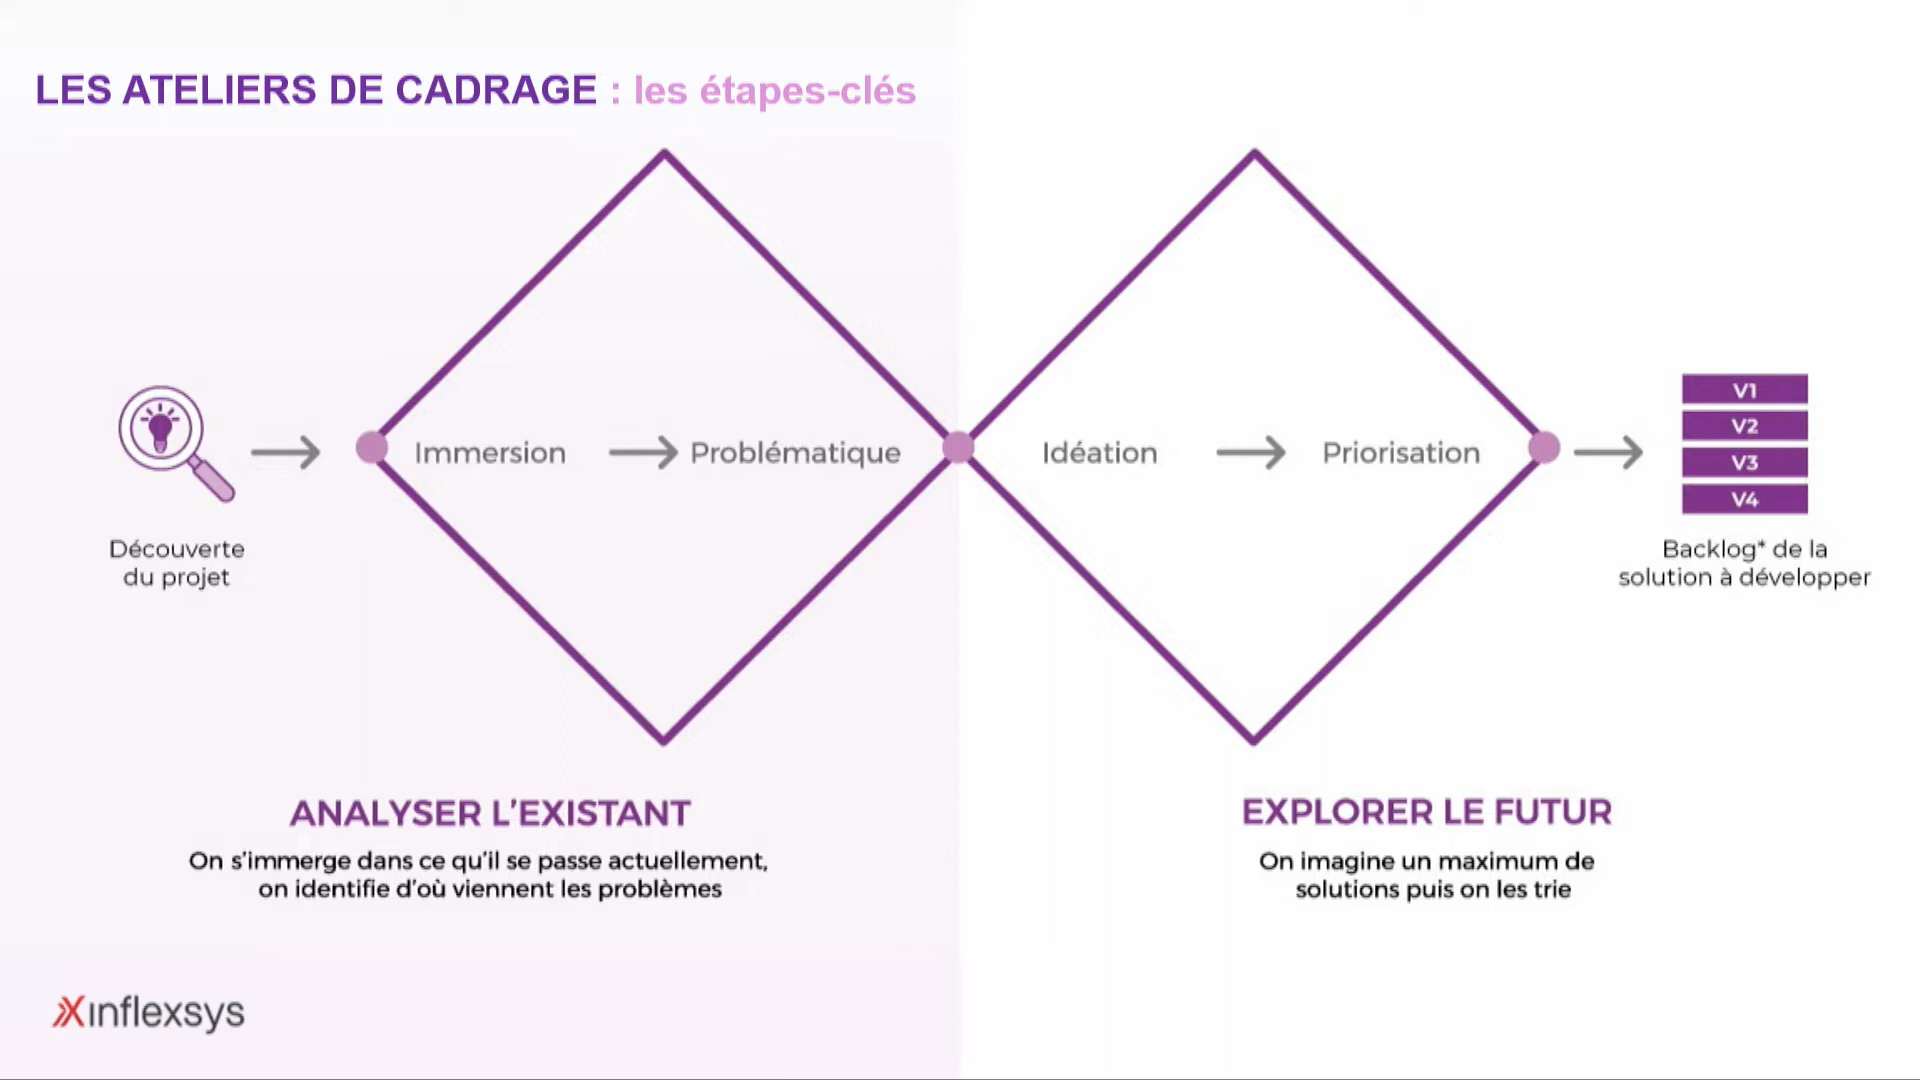 LES ATELIERS DE CADRAGE : les étapes-clés
Découverte
du projet
Immersion
Problématique
Idéation
Priorisation
V1
V2
V3
V4
Backlog* de la
solution à développer
ANALYSER L'EXISTANT
On s'immerge dans ce qu'il se passe actuellement,
on identifie d'où viennent les problèmes
EXPLORER LE FUTUR
On imagine un maximum de
solutions puis on les trie
inflexsys